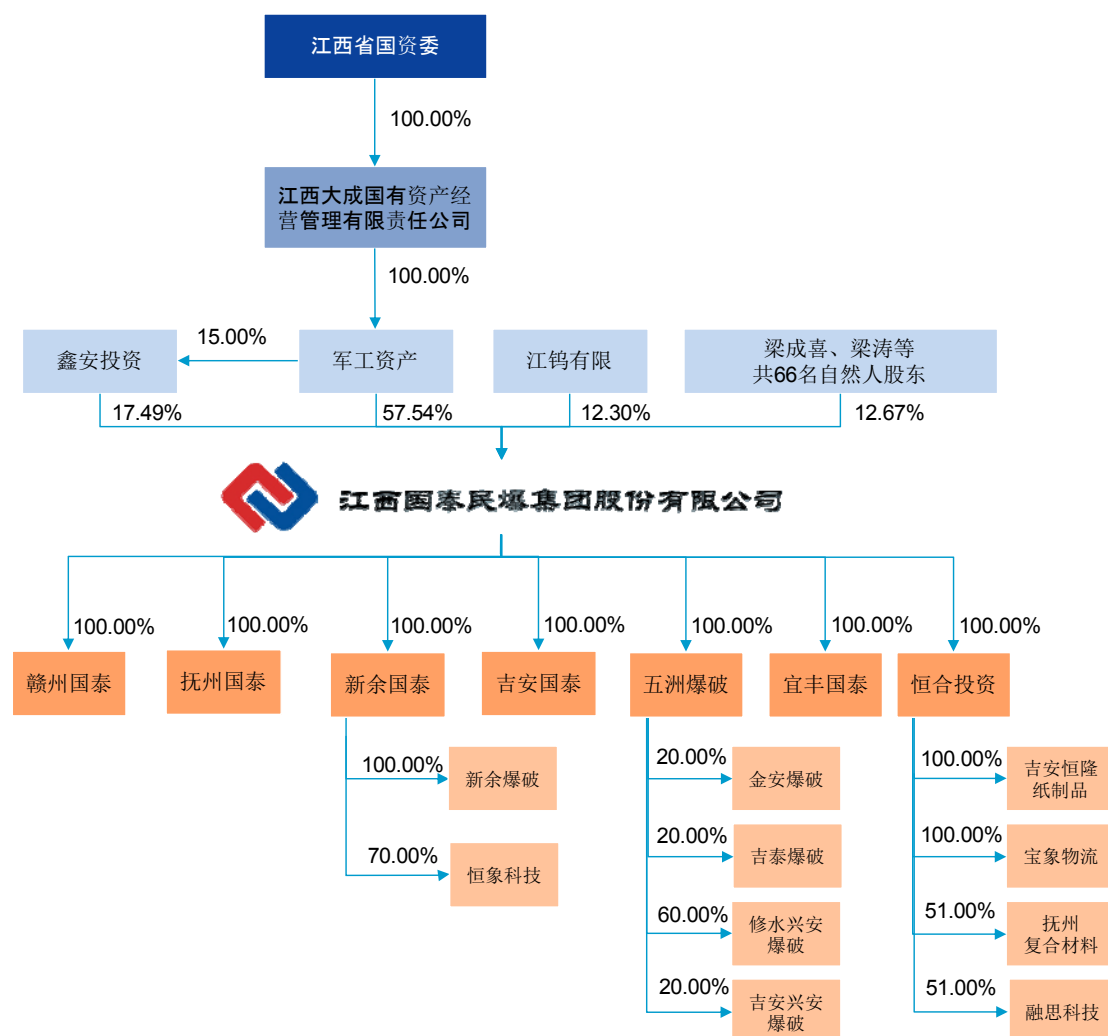 江西省国资委
100.00%
江西大成国有资产经
营管理有限责任公司
100.00%
鑫安投资
15.00%
军工资产
江钨有限
梁成喜、梁涛等
共66名自然人股东
17.49%
57.54%
12.30%
12.67%
江西国泰民爆集团股份有限公司
100.00%
100.00%
100.00%
100.00%
100.00%
100.00%
100.00%
赣州国泰
抚州国泰
新余国泰
吉安国泰
五洲爆破
宜丰国泰
恒合投资
100.00%
新余爆破
70.00%
恒象科技
20.00%
金安爆破
20.00%
吉泰爆破
60.00%
修水兴安
爆破
20.00%
吉安兴安
爆破
100.00%
吉安恒隆
纸制品
100.00%
宝象物流
51.00%
抚州
复合材料
51.00%
融思科技